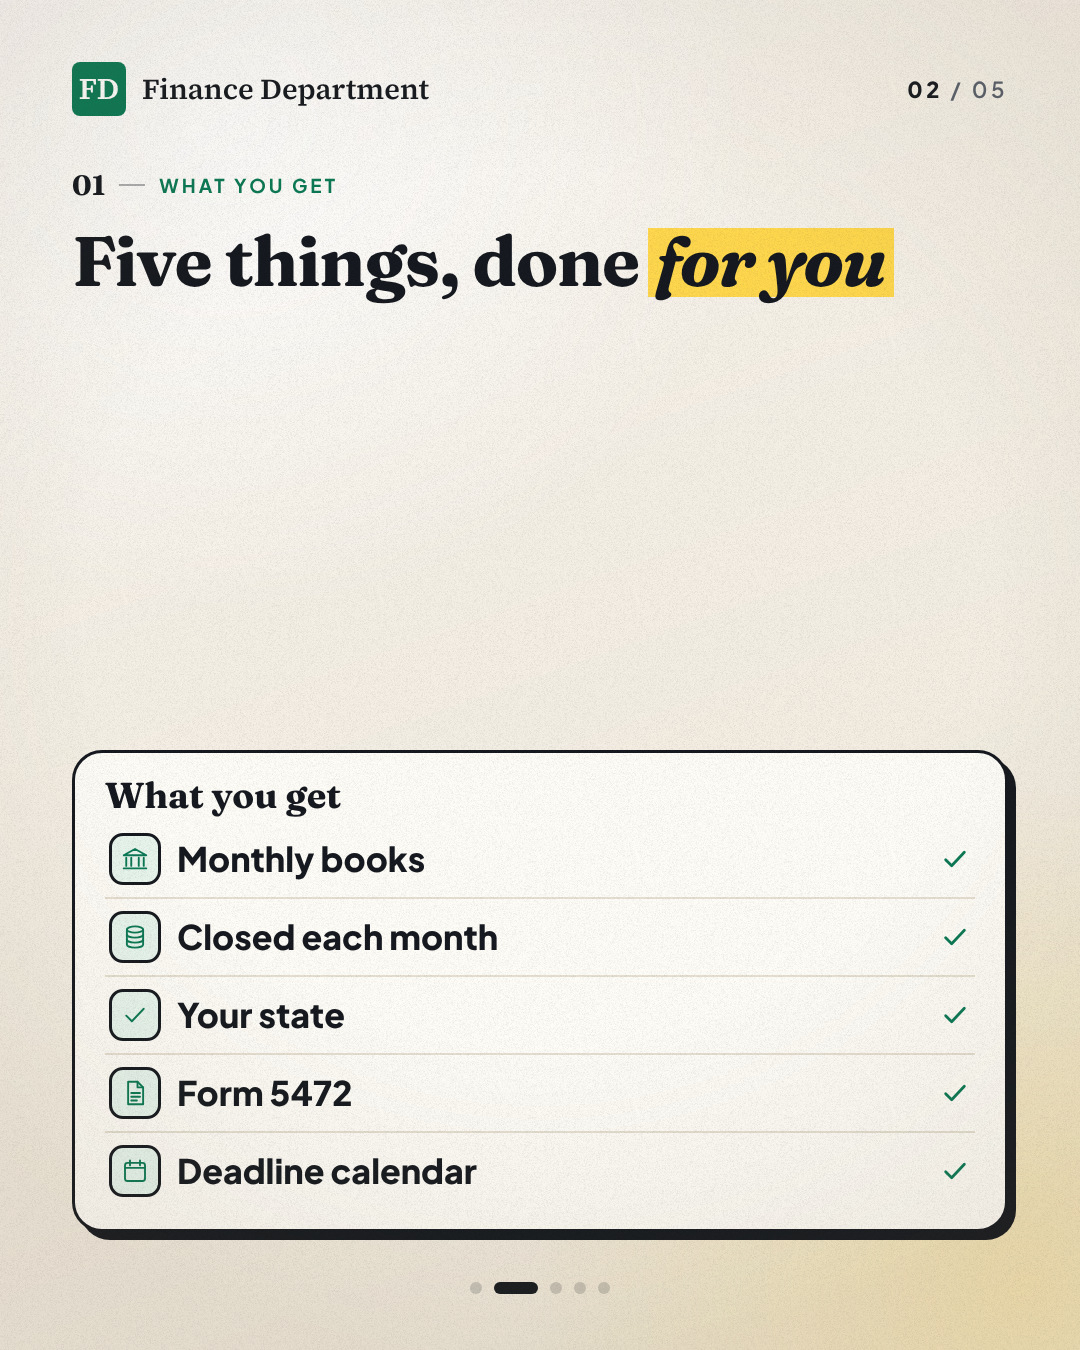 FD Finance Department
02 / 05
01 — WHAT YOU GET
Five things, done for you
What you get
Monthly books
Closed each month
Your state
Form 5472
Deadline calendar